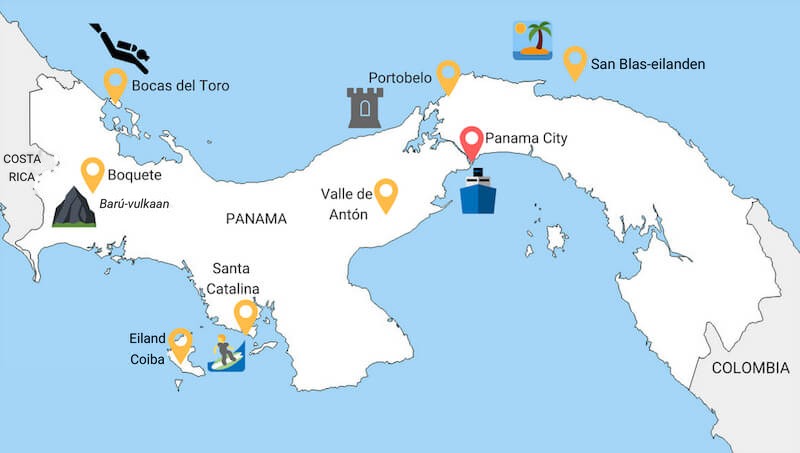 Bocas del Toro
Portobelo
San Blas-eilanden
Panama City
COSTA
RICA
Boquete
Barú-vulkaan
Valle de
Antón
PANAMA
Santa
Catalina
Eiland
Coiba
COLOMBIA